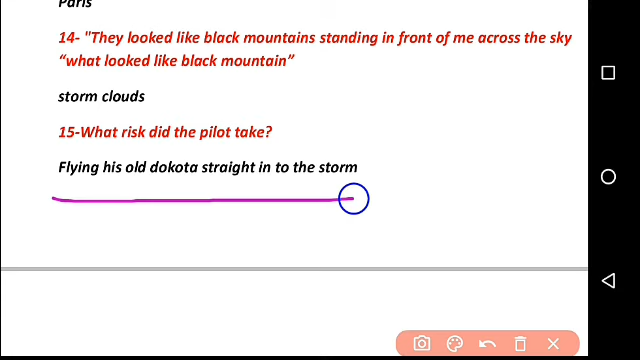 Paris
14- "They looked like black mountains standing in front of me across the sky
“what looked like black mountain”
storm clouds
15-What risk did the pilot take?
Flying his old dokota straight in to the storm